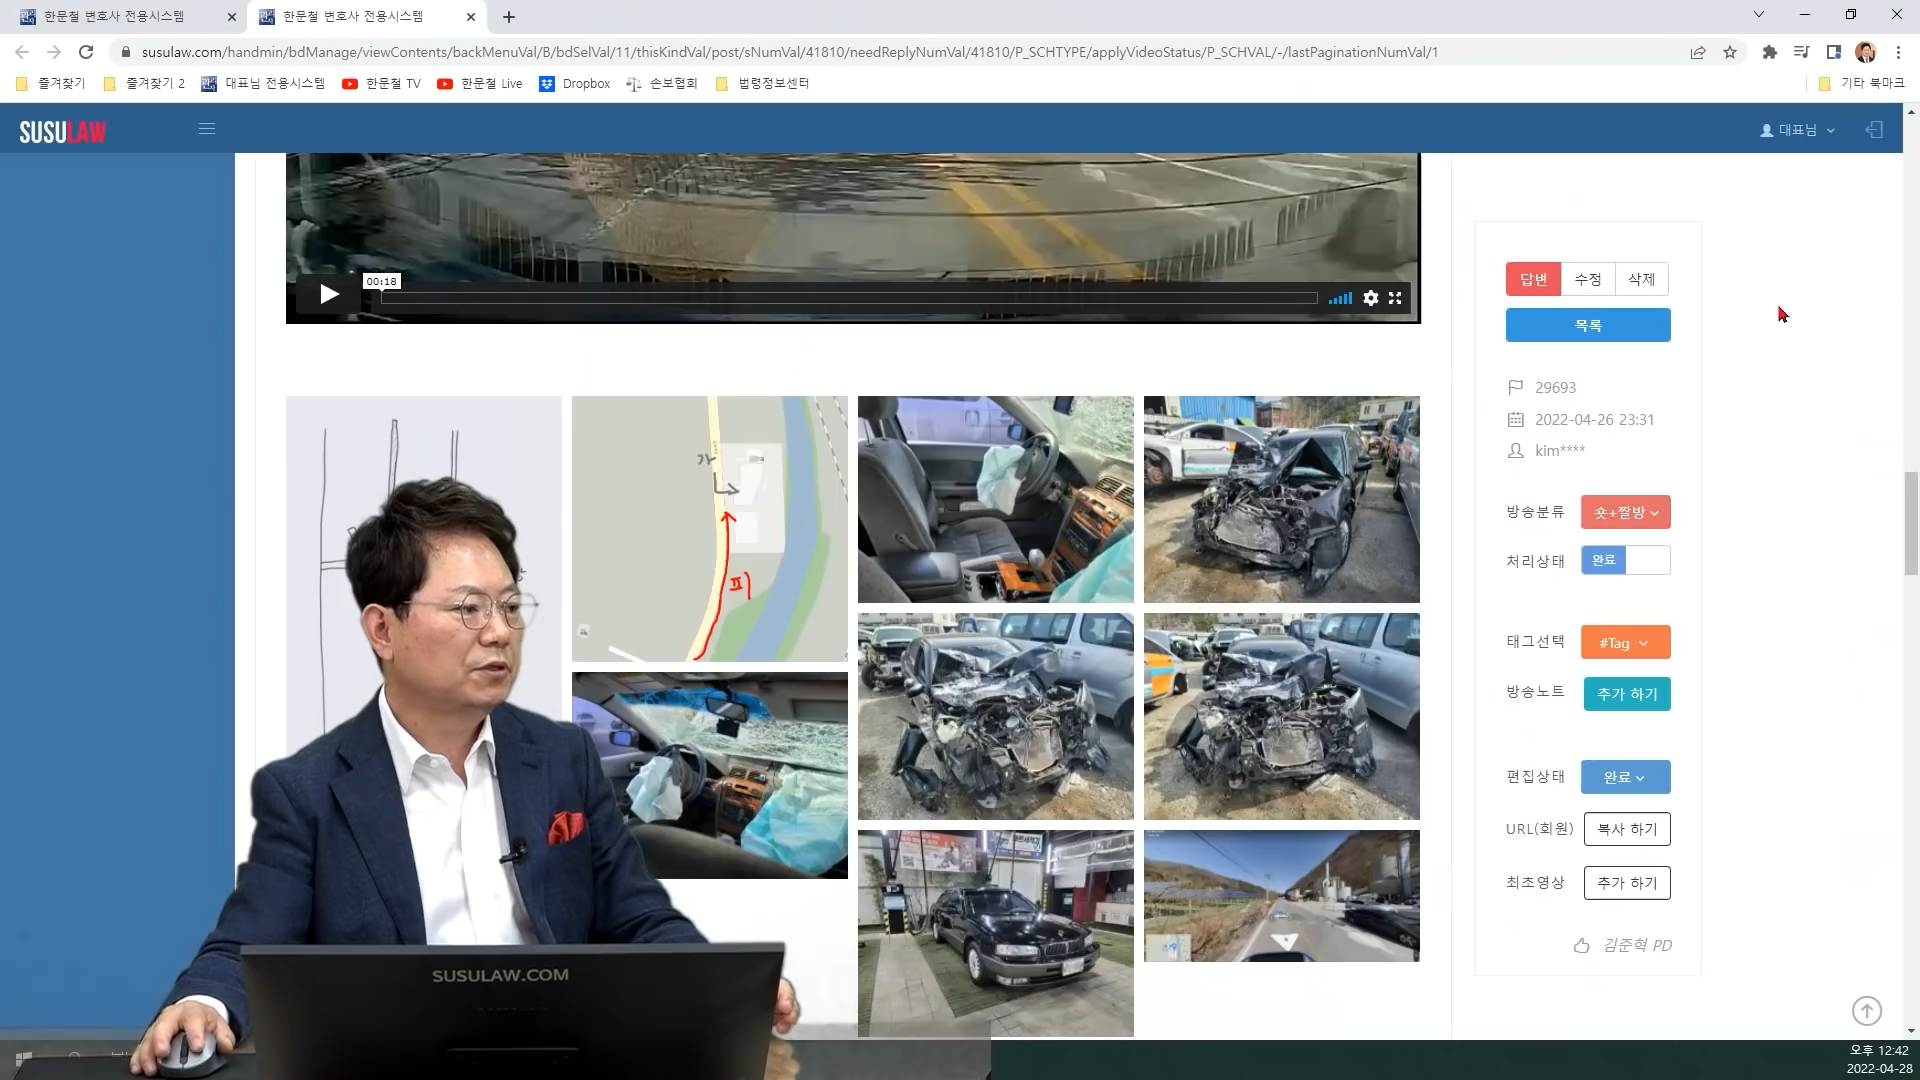 한문철 변호사 전용시스템
한문철 변호사 전용시스템
susulaw.com/handmin/bdManage/viewContents/backMenuVal/B/bdSelVal/11/thisKindVal/post/sNumVal/41810/needReplyNumVal/41810/P_SCHTYPE/applyVideoStatus/P_SCHVAL/-/lastPaginationNumVal/1
즐겨찾기 즐겨찾기 2 대표님 전용시스템 한문철 TV 한문철 Live Dropbox 손보협회 법령정보센터 기타 북마크
SUSULAW
대표님
00:18
답변 수정 삭제
목록
29693
2022-04-26 23:31
kim****
방송분류 숏+짤방
처리상태 완료
태그선택 #Tag
방송노트 추가 하기
편집상태 완료
URL(회원) 복사 하기
최초영상 추가 하기
김준혁 PD
가
피
SUSULAW.COM
오후 12:42
2022-04-28